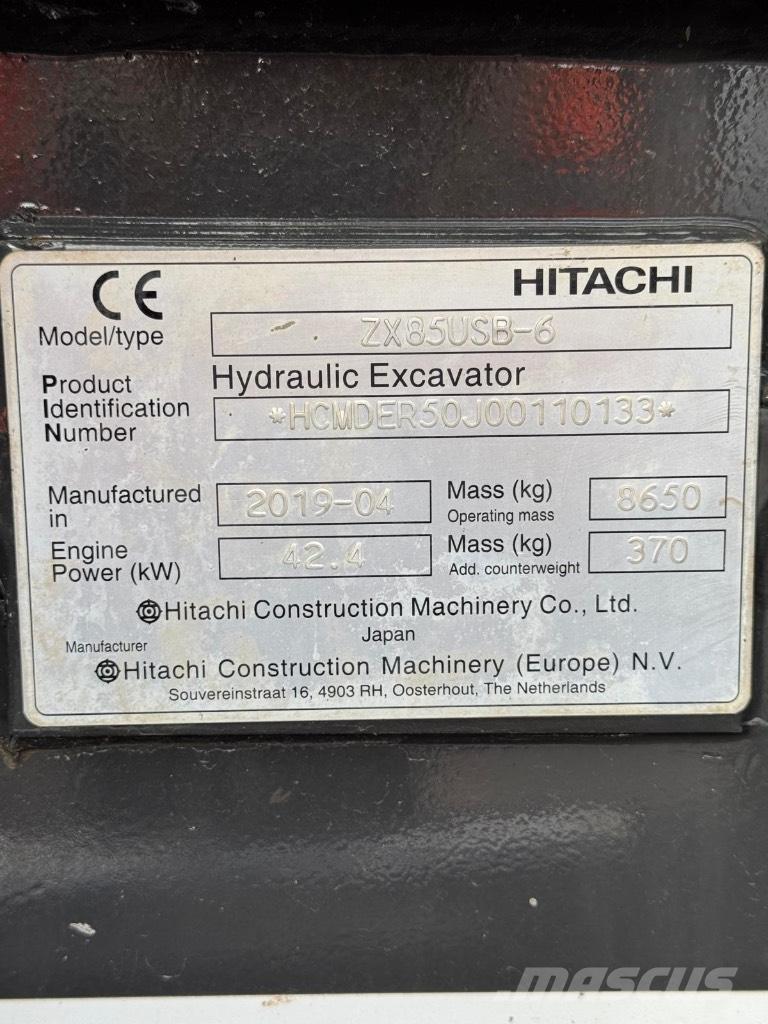 CE HITACHI
Model/type ZX85USB-6
Product Hydraulic Excavator
Identification *HCMDER50J00110133*
Number
Manufactured in 2019-04 Mass (kg) Operating mass 8650
Engine Power (kW) 42.4 Mass (kg) Add. counterweight 370
Hitachi Construction Machinery Co., Ltd.
Japan
Manufacturer
Hitachi Construction Machinery (Europe) N.V.
Souvereinstraat 16, 4903 RH, Oosterhout, The Netherlands
mascus